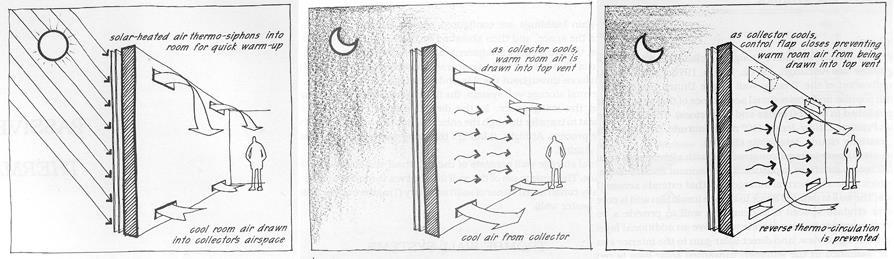 solar-heated air thermo-siphons into
room for quick warm-up
cool room air drawn
into collector's airspace
as collector cools,
warm room air is
drawn into top vent
cool air from collector
as collector cools,
control flap closes preventing
warm room air from being
drawn into top vent
reverse thermo-circulation
is prevented